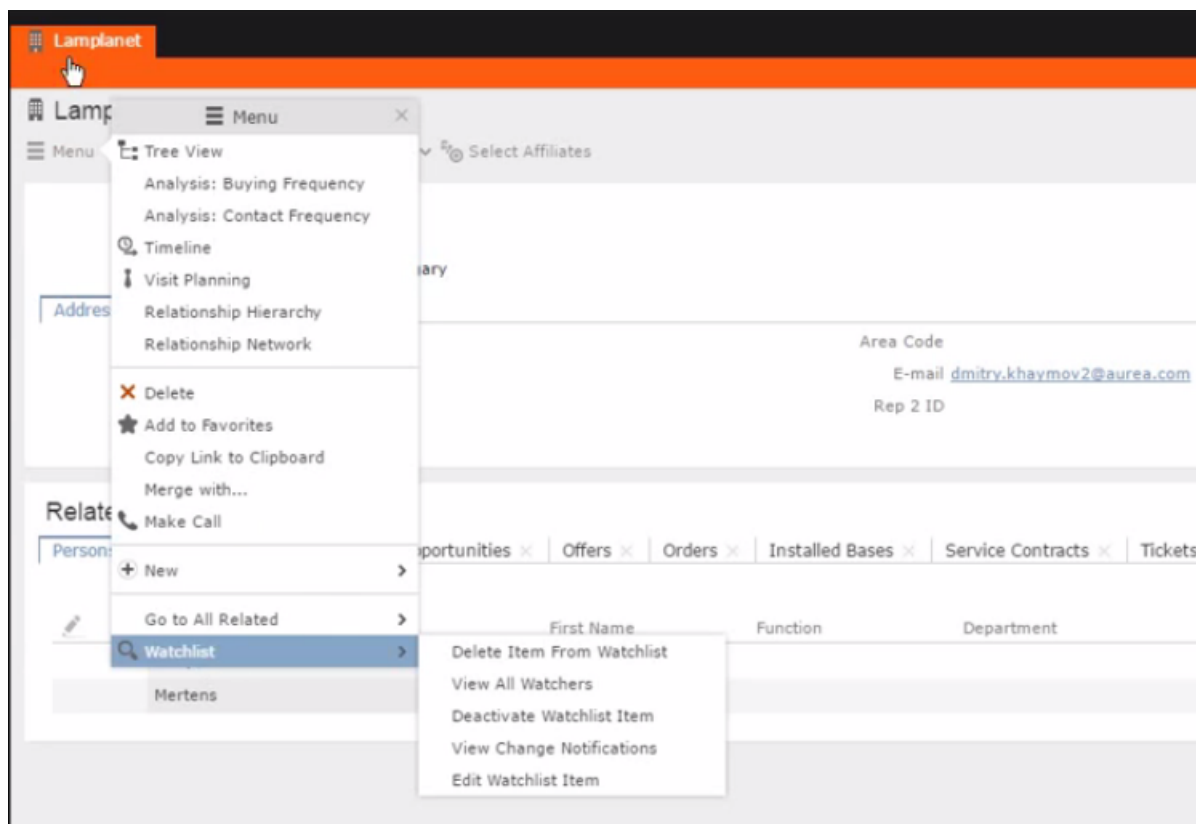 Lamplanet
Lamp
Menu
Menu
Select Affiliates
Tree View
Analysis: Buying Frequency
Analysis: Contact Frequency
Timeline
Visit Planning
Relationship Hierarchy
Relationship Network
Delete
Add to Favorites
Copy Link to Clipboard
Merge with...
Make Call
New
Go to All Related
Watchlist
Delete Item From Watchlist
View All Watchers
Deactivate Watchlist Item
View Change Notifications
Edit Watchlist Item
Addres
Area Code
E-mail dmitry.khaymov2@aurea.com
Rep 2 ID
Relate
Person
pportunities Offers Orders Installed Bases Service Contracts Tickets
First Name Function Department
Mertens